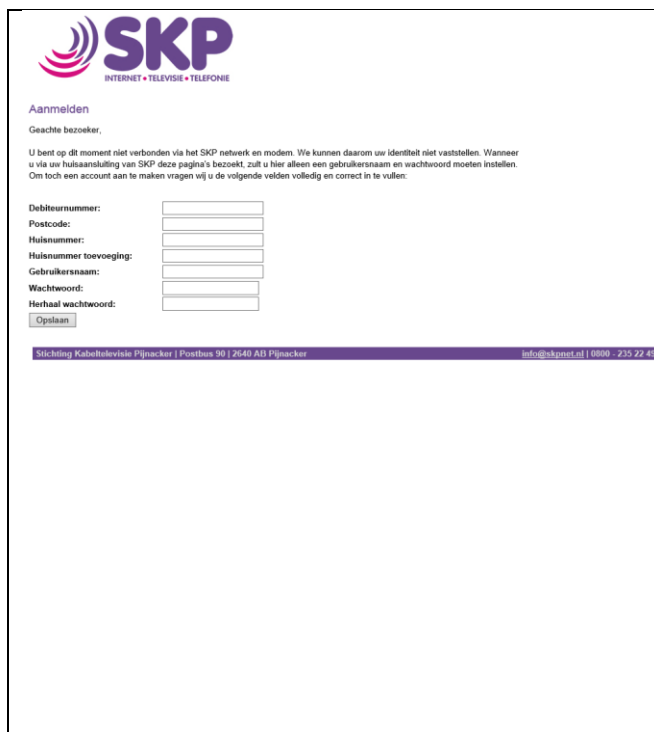 SKP
INTERNET • TELEVISIE • TELEFONIE
Aanmelden
Geachte bezoeker,
U bent op dit moment niet verbonden via het SKP netwerk en modem. We kunnen daarom uw identiteit niet vaststellen. Wanneer
u via uw huisaansluiting van SKP deze pagina's bezoekt, zult u hier alleen een gebruikersnaam en wachtwoord moeten instellen.
Om toch een account aan te maken vragen wij u de volgende velden volledig en correct in te vullen:
Debiteurnummer:
Postcode:
Huisnummer:
Huisnummer toevoeging:
Gebruikersnaam:
Wachtwoord:
Herhaal wachtwoord:
Opslaan
Stichting Kabeltelevisie Pijnacker | Postbus 90 | 2640 AB Pijnacker info@skpnet.nl | 0800 - 235 22 49